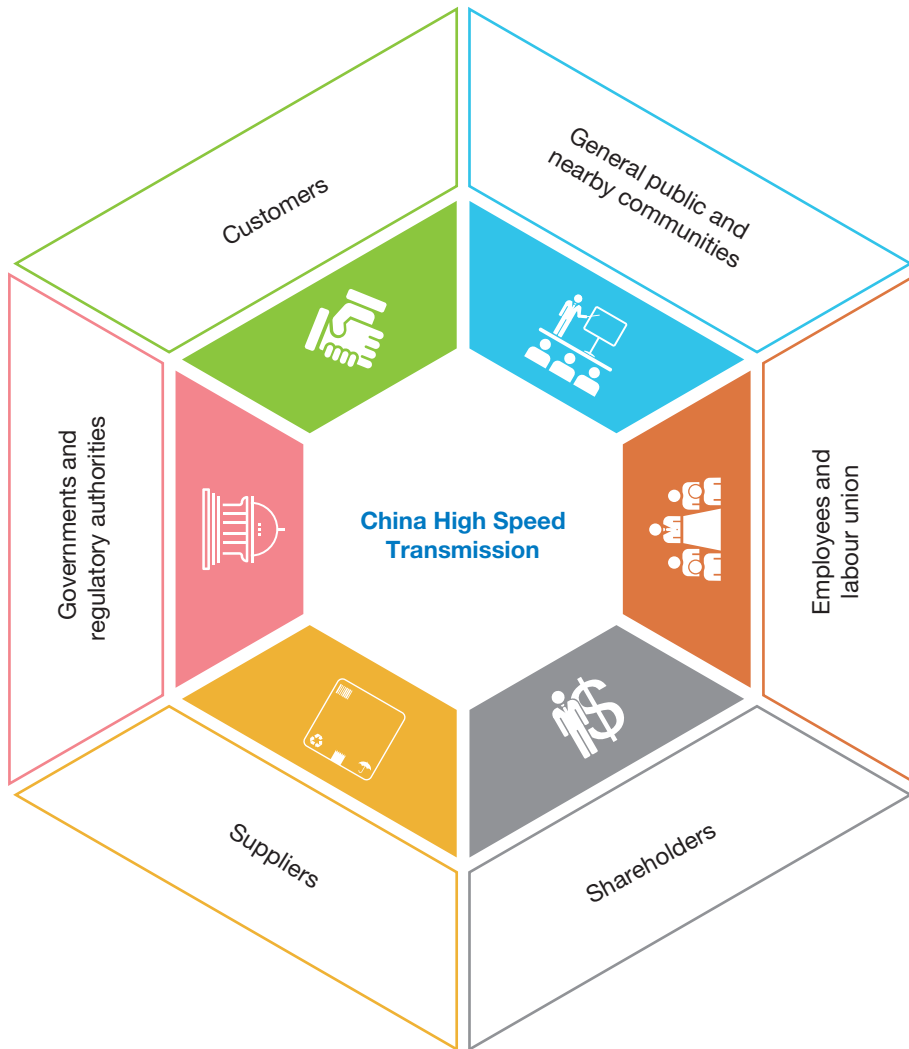 Customers
General public and
nearby communities
Governments and
regulatory authorities
China High Speed
Transmission
Employees and
labour union
Suppliers
Shareholders